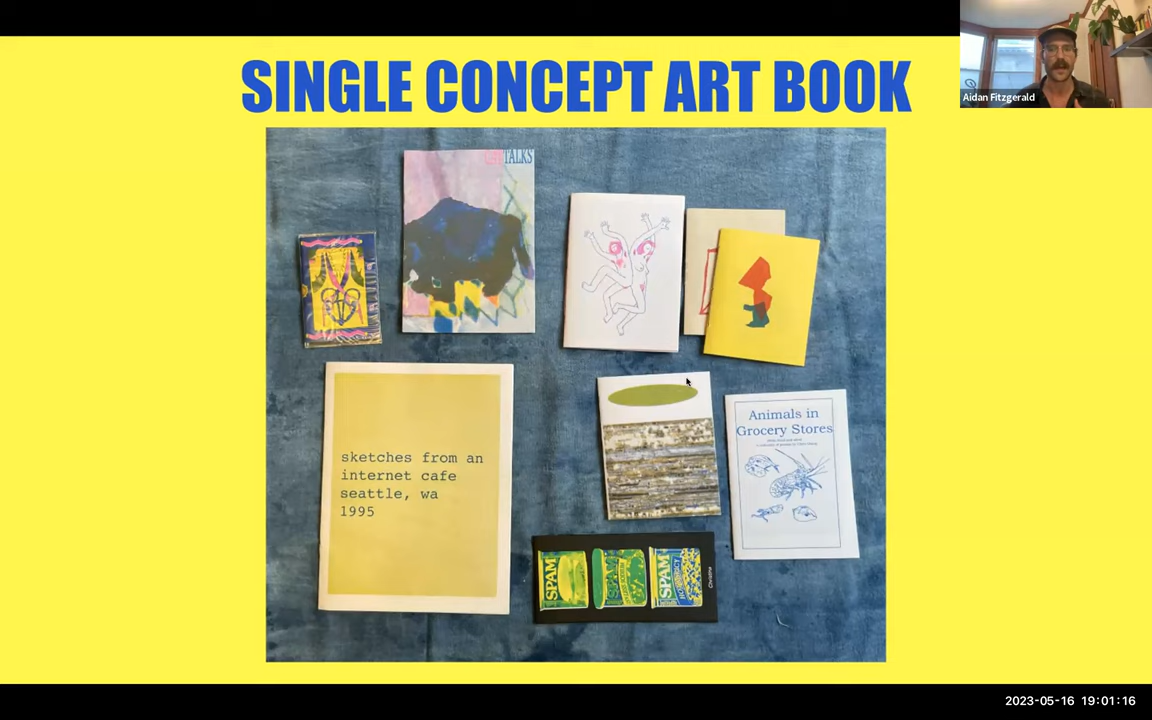 SINGLE CONCEPT ART BOOK
Aidan Fitzgerald
TALKS
sketches from an
internet cafe
seattle, wa
1995
Animals in
Grocery Stores
SPAM
SPAM
SPAM
Christina
2023-05-16 19:01:16